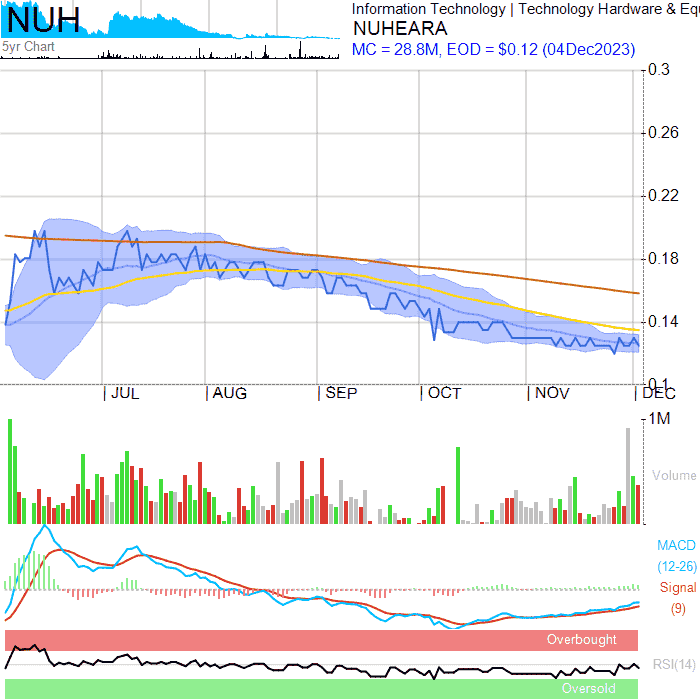 NUH
5yr Chart
Information Technology | Technology Hardware & Equ
NUHEARA
MC = 28.8M, EOD = $0.12 (04Dec2023)
0.3
0.26
0.22
0.18
0.14
0.1
JUL
AUG
SEP
OCT
NOV
DEC
1M
Volume
MACD
(12-26)
Signal
(9)
Overbought
RSI(14)
Oversold